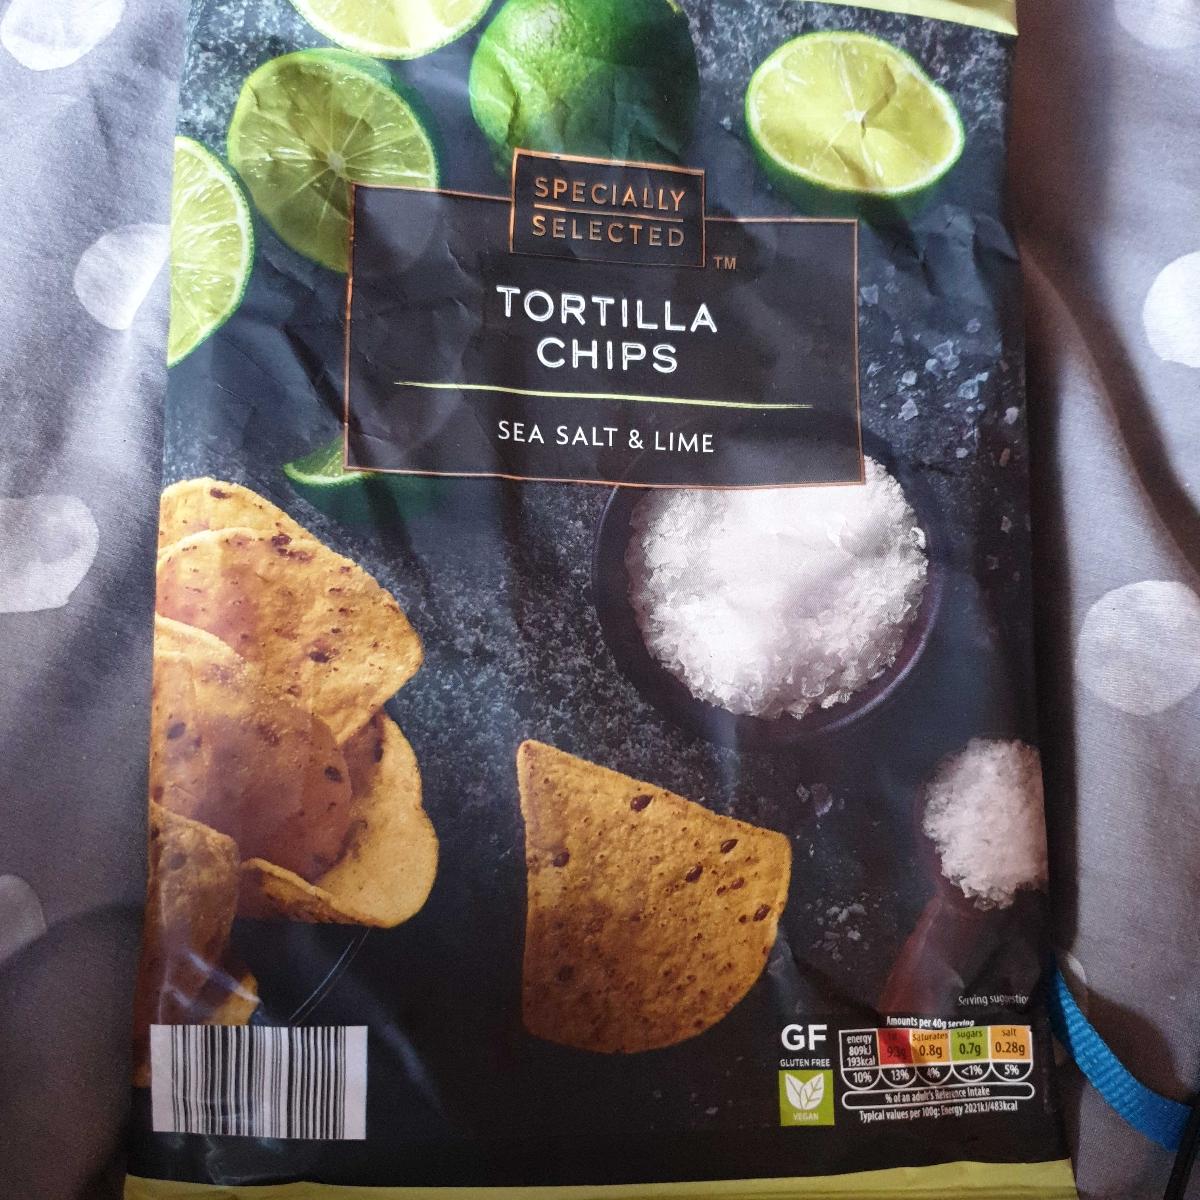 SPECIALLY
SELECTED
TM
TORTILLA
CHIPS
SEA SALT & LIME
Serving suggestion
GF
GLUTEN FREE
VEGAN
Amounts per 40g serving
energy
809kJ
193kcal
10%
9.3g
13%
saturates
0.8g
4%
sugars
0.7g
<1%
salt
0.28g
5%
% of an adult's Reference Intake
Typical values per 100g: Energy 2021kJ/483kcal